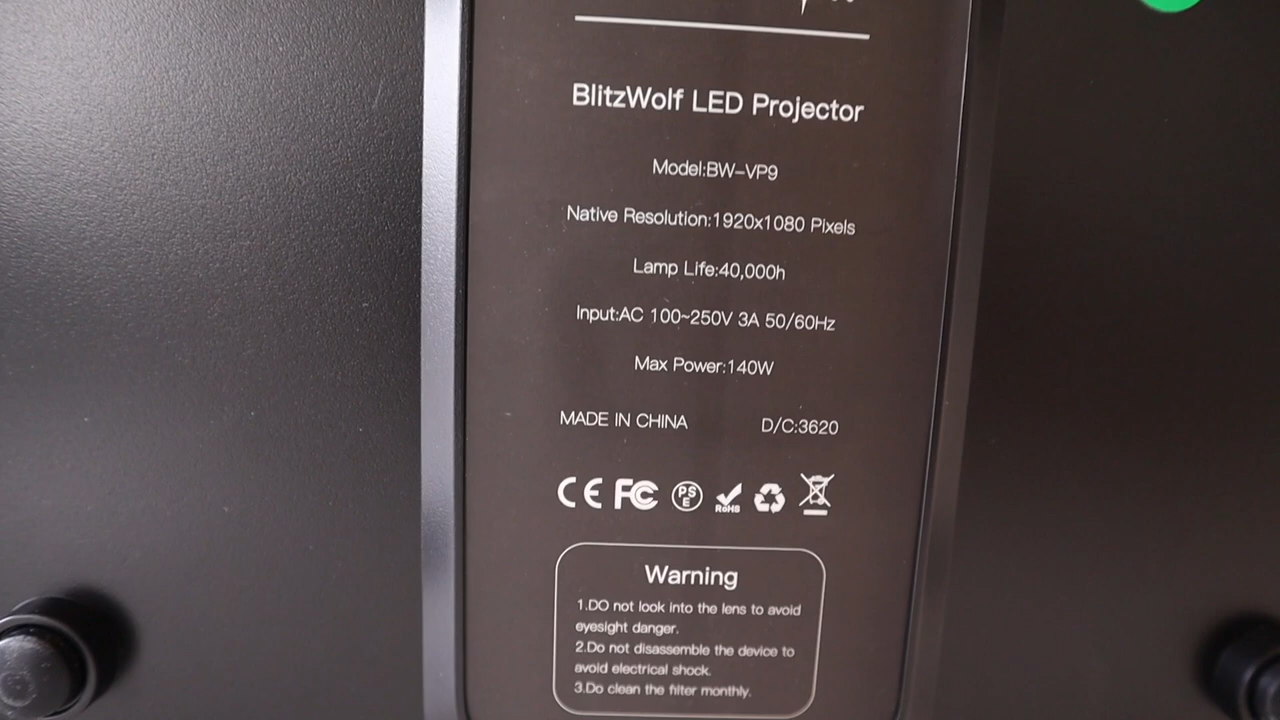 BlitzWolf LED Projector
Model:BW-VP9
Native Resolution:1920x1080 Pixels
Lamp Life:40,000h
Input:AC 100~250V 3A 50/60Hz
Max Power:140W
MADE IN CHINA D/C:3620
CE FC PSE RoHS
Warning
1.DO not look into the lens to avoid
eyesight danger.
2.Do not disassemble the device to
avoid electrical shock.
3.Do clean the filter monthly.